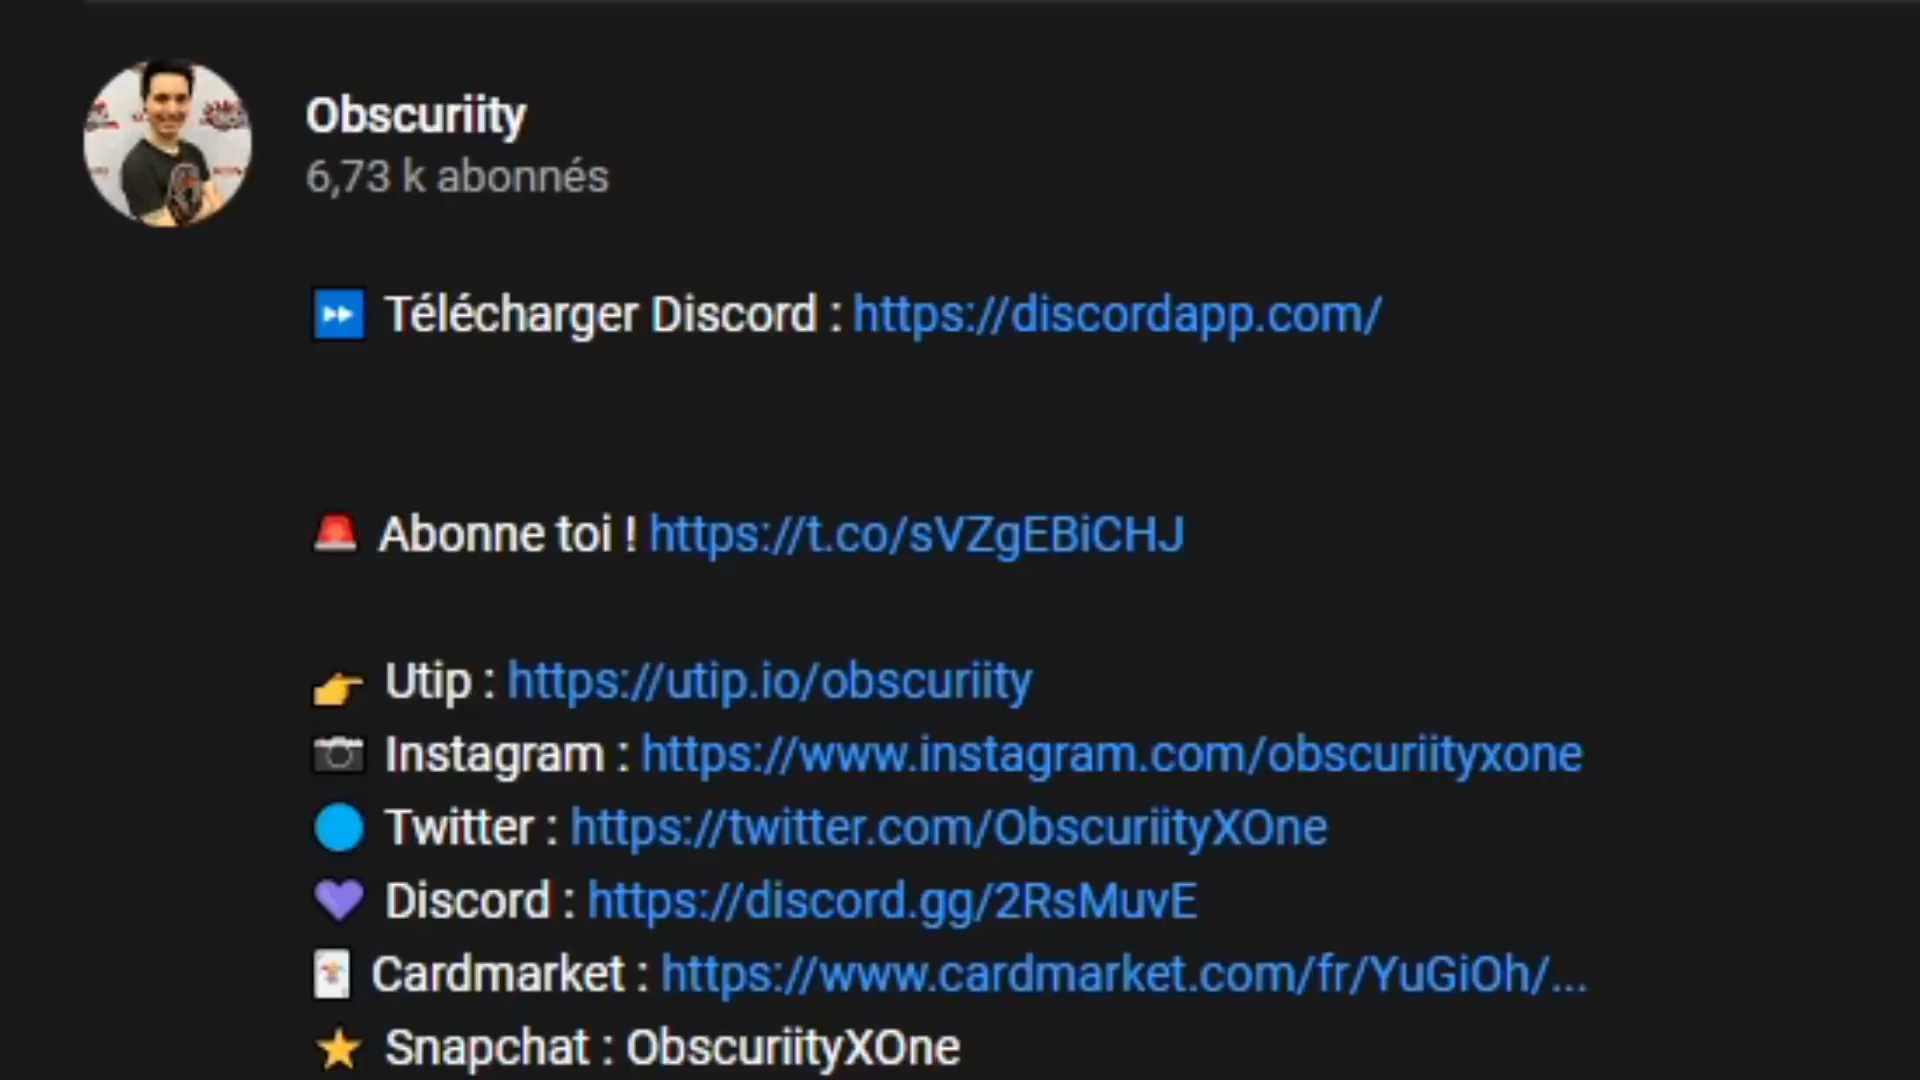 Obscuriity
6,73 k abonnés
Télécharger Discord : https://discordapp.com/
Abonne toi ! https://t.co/sVZgEBiCHJ
Utip : https://utip.io/obscuriity
Instagram : https://www.instagram.com/obscuriityxone
Twitter : https://twitter.com/ObscuriityXOne
Discord : https://discord.gg/2RsMuvE
Cardmarket : https://www.cardmarket.com/fr/YuGiOh/...
Snapchat : ObscuriityXOne